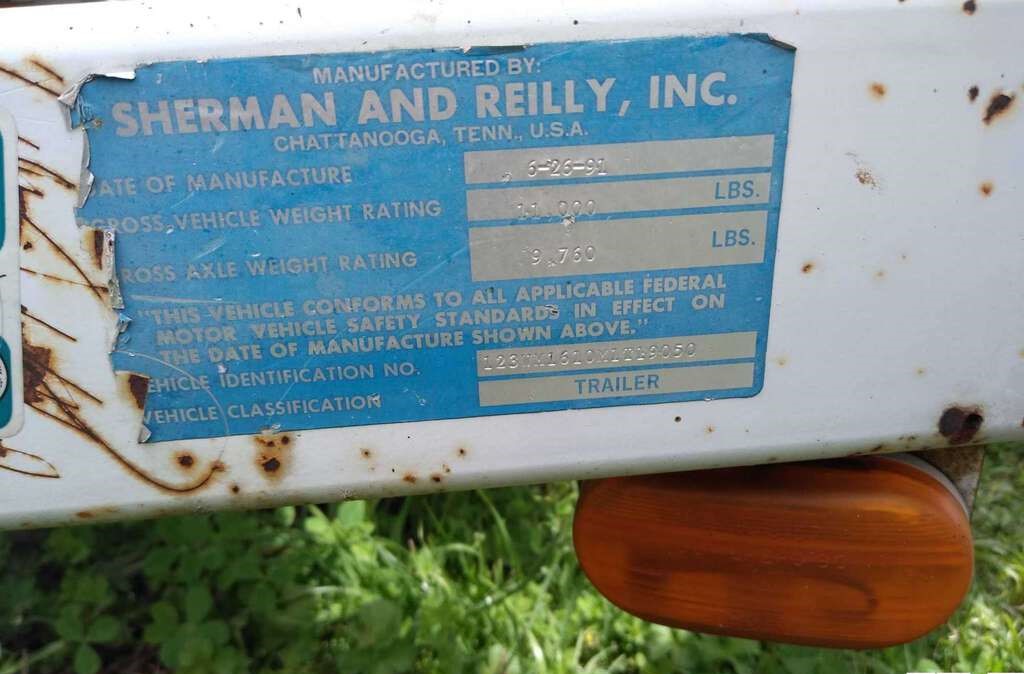 MANUFACTURED BY:
SHERMAN AND REILLY, INC.
CHATTANOOGA, TENN., U.S.A.
ATE OF MANUFACTURE 6-26-91
GROSS VEHICLE WEIGHT RATING 11,000 LBS.
ROSS AXLE WEIGHT RATING 9,760 LBS.
"THIS VEHICLE CONFORMS TO ALL APPLICABLE FEDERAL
MOTOR VEHICLE SAFETY STANDARDS IN EFFECT ON
THE DATE OF MANUFACTURE SHOWN ABOVE."
EHICLE IDENTIFICATION NO.
VEHICLE CLASSIFICATION TRAILER